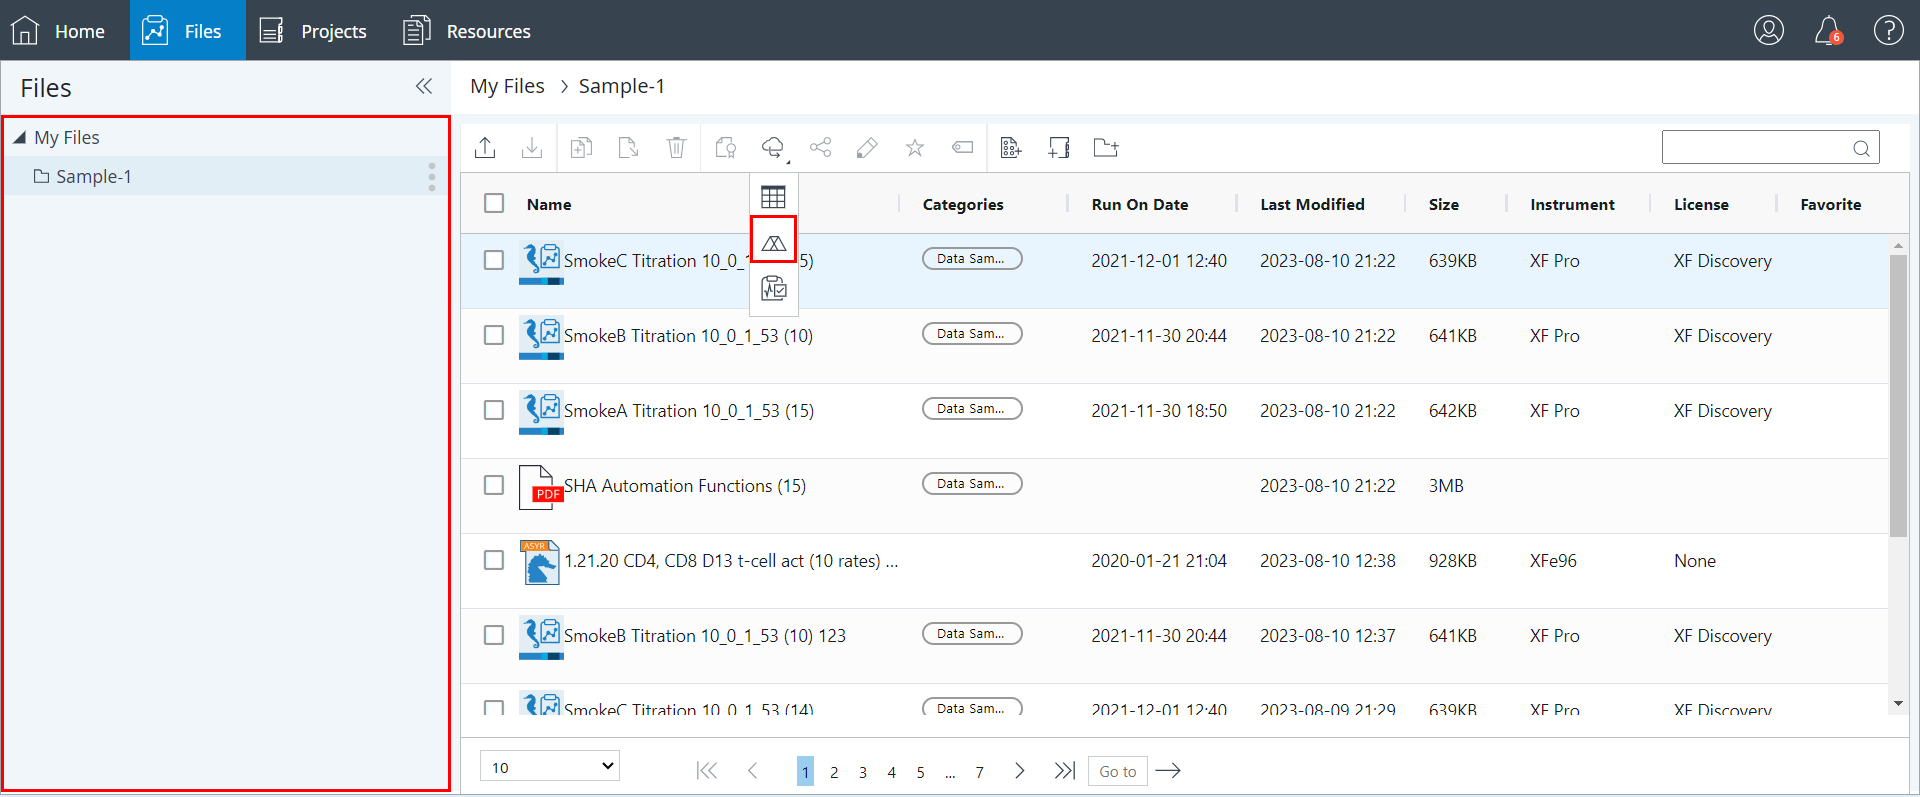 Home Files Projects Resources 6
Files
My Files > Sample-1
My Files
Sample-1
Name Categories Run On Date Last Modified Size Instrument License Favorite
SmokeC Titration 10_0_1 5) Data Sam... 2021-12-01 12:40 2023-08-10 21:22 639KB XF Pro XF Discovery
SmokeB Titration 10_0_1_53 (10) Data Sam... 2021-11-30 20:44 2023-08-10 21:22 641KB XF Pro XF Discovery
SmokeA Titration 10_0_1_53 (15) Data Sam... 2021-11-30 18:50 2023-08-10 21:22 642KB XF Pro XF Discovery
PDF SHA Automation Functions (15) Data Sam... 2023-08-10 21:22 3MB
ASYR 1.21.20 CD4, CD8 D13 t-cell act (10 rates) ... 2020-01-21 21:04 2023-08-10 12:38 928KB XFe96 None
SmokeB Titration 10_0_1_53 (10) 123 Data Sam... 2021-11-30 20:44 2023-08-10 12:37 641KB XF Pro XF Discovery
SmokeC Titration 10_0_1_53 (14) Data Sam... 2021-12-01 12:40 2023-08-09 21:29 639KB XF Pro XF Discovery
10 1 2 3 4 5 ... 7 Go to